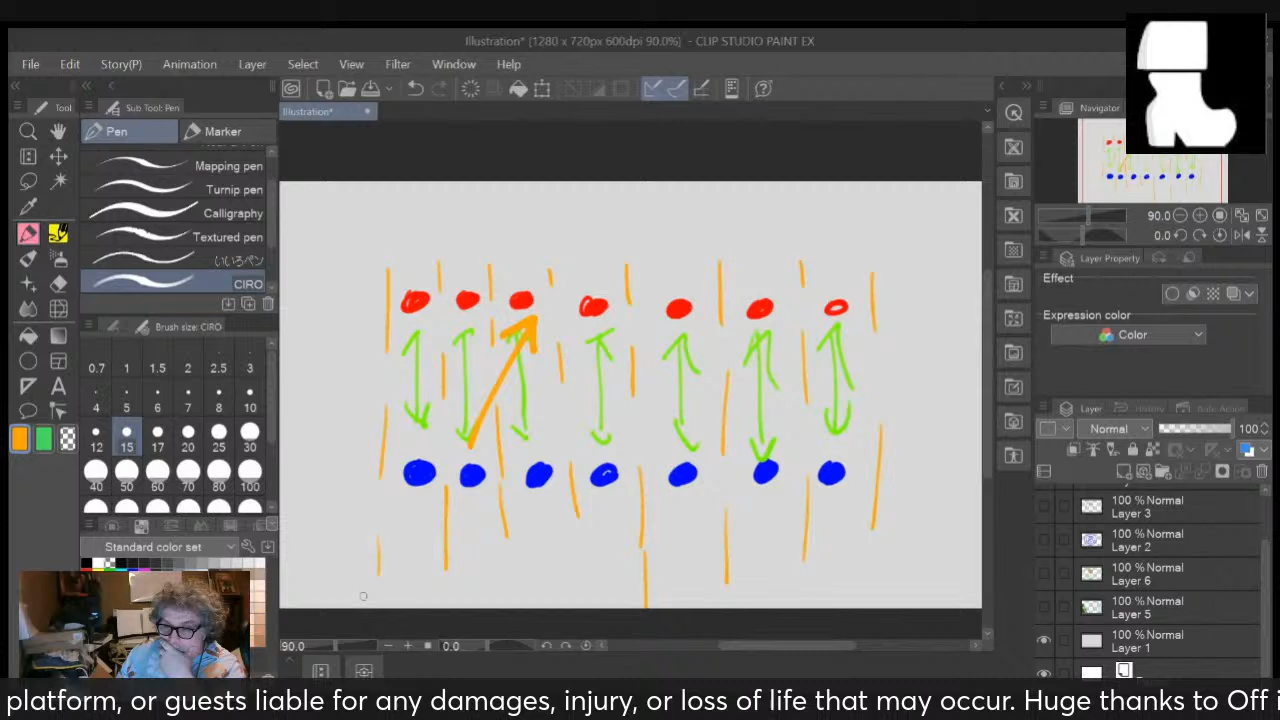 Illustration* (1280 x 720px 600dpi 90.0%) - CLIP STUDIO PAINT EX
File Edit Story(P) Animation Layer Select View Filter Window Help
Tool
Sub Tool: Pen
Illustration*
Navigator
Pen Marker
Mapping pen
Turnip pen
Calligraphy
Textured pen
いいろペン
CIRO
Brush size: CIRO
0.7 1 1.5 2 2.5 3
4 5 6 7 8 10
12 15 17 20 25 30
40 50 60 70 80 100
Standard color set
90.0 0.0
90.0
0.0
Layer Property
Effect
Expression color
Color
Layer History Auto Action
Normal 100
100 % Normal
Layer 3
100 % Normal
Layer 2
100 % Normal
Layer 6
100 % Normal
Layer 5
100 % Normal
Layer 1
platform, or guests liable for any damages, injury, or loss of life that may occur. Huge thanks to Off